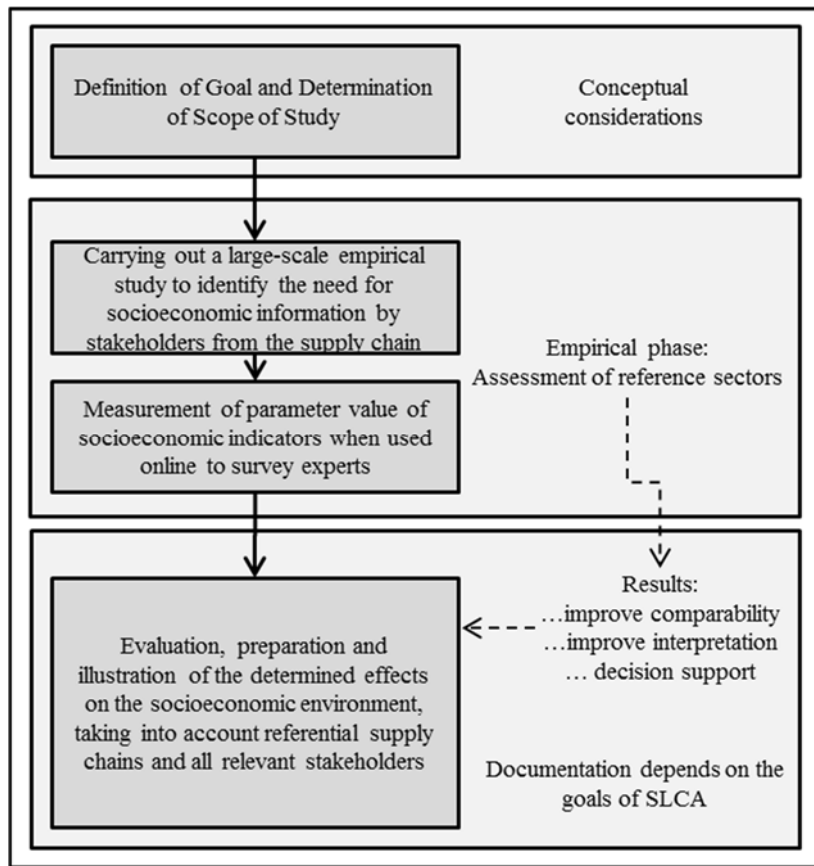 Definition of Goal and Determination
of Scope of Study
Conceptual
considerations
Carrying out a large-scale empirical
study to identify the need for
socioeconomic information by
stakeholders from the supply chain
Empirical phase:
Assessment of reference sectors
Measurement of parameter value of
socioeconomic indicators when used
online to survey experts
Results:
…improve comparability
…improve interpretation
… decision support
Evaluation, preparation and
illustration of the determined effects
on the socioeconomic environment,
taking into account referential supply
chains and all relevant stakeholders
Documentation depends on the
goals of SLCA